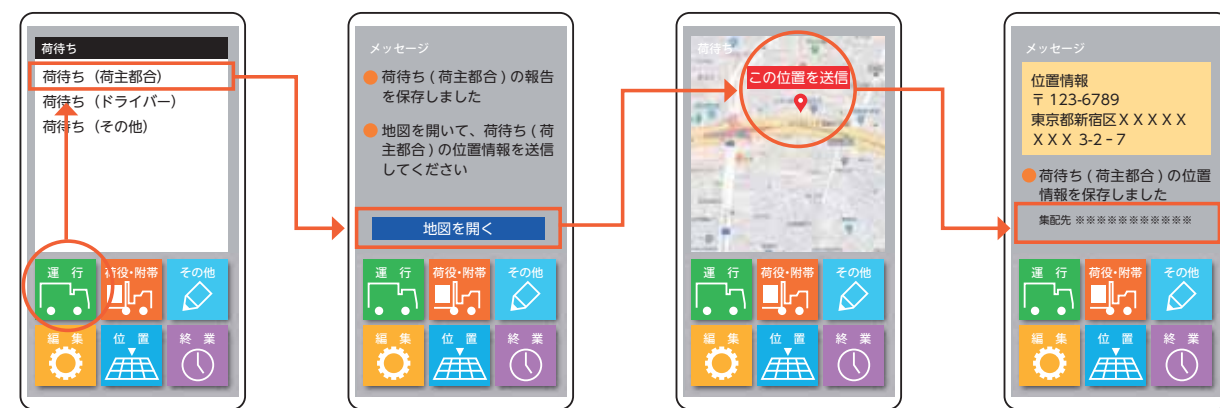 荷待ち
荷待ち（荷主都合）
荷待ち（ドライバー）
荷待ち（その他）
運 行
荷役・附帯
その他
編 集
位 置
終 業
メッセージ
荷待ち ( 荷主都合 ) の報告
を保存しました
地図を開いて、荷待ち ( 荷
主都合 ) の位置情報を送信
してください
地図を開く
運 行
荷役・附帯
その他
編 集
位 置
終 業
荷待ち
この位置を送信
運 行
荷役・附帯
その他
編 集
位 置
終 業
メッセージ
位置情報
〒 123-6789
東京都新宿区ＸＸＸＸＸ
ＸＸＸ 3-2－7
荷待ち ( 荷主都合 ) の位置
情報を保存しました
集配先 ※※※※※※※※※※※
運 行
荷役・附帯
その他
編 集
位 置
終 業